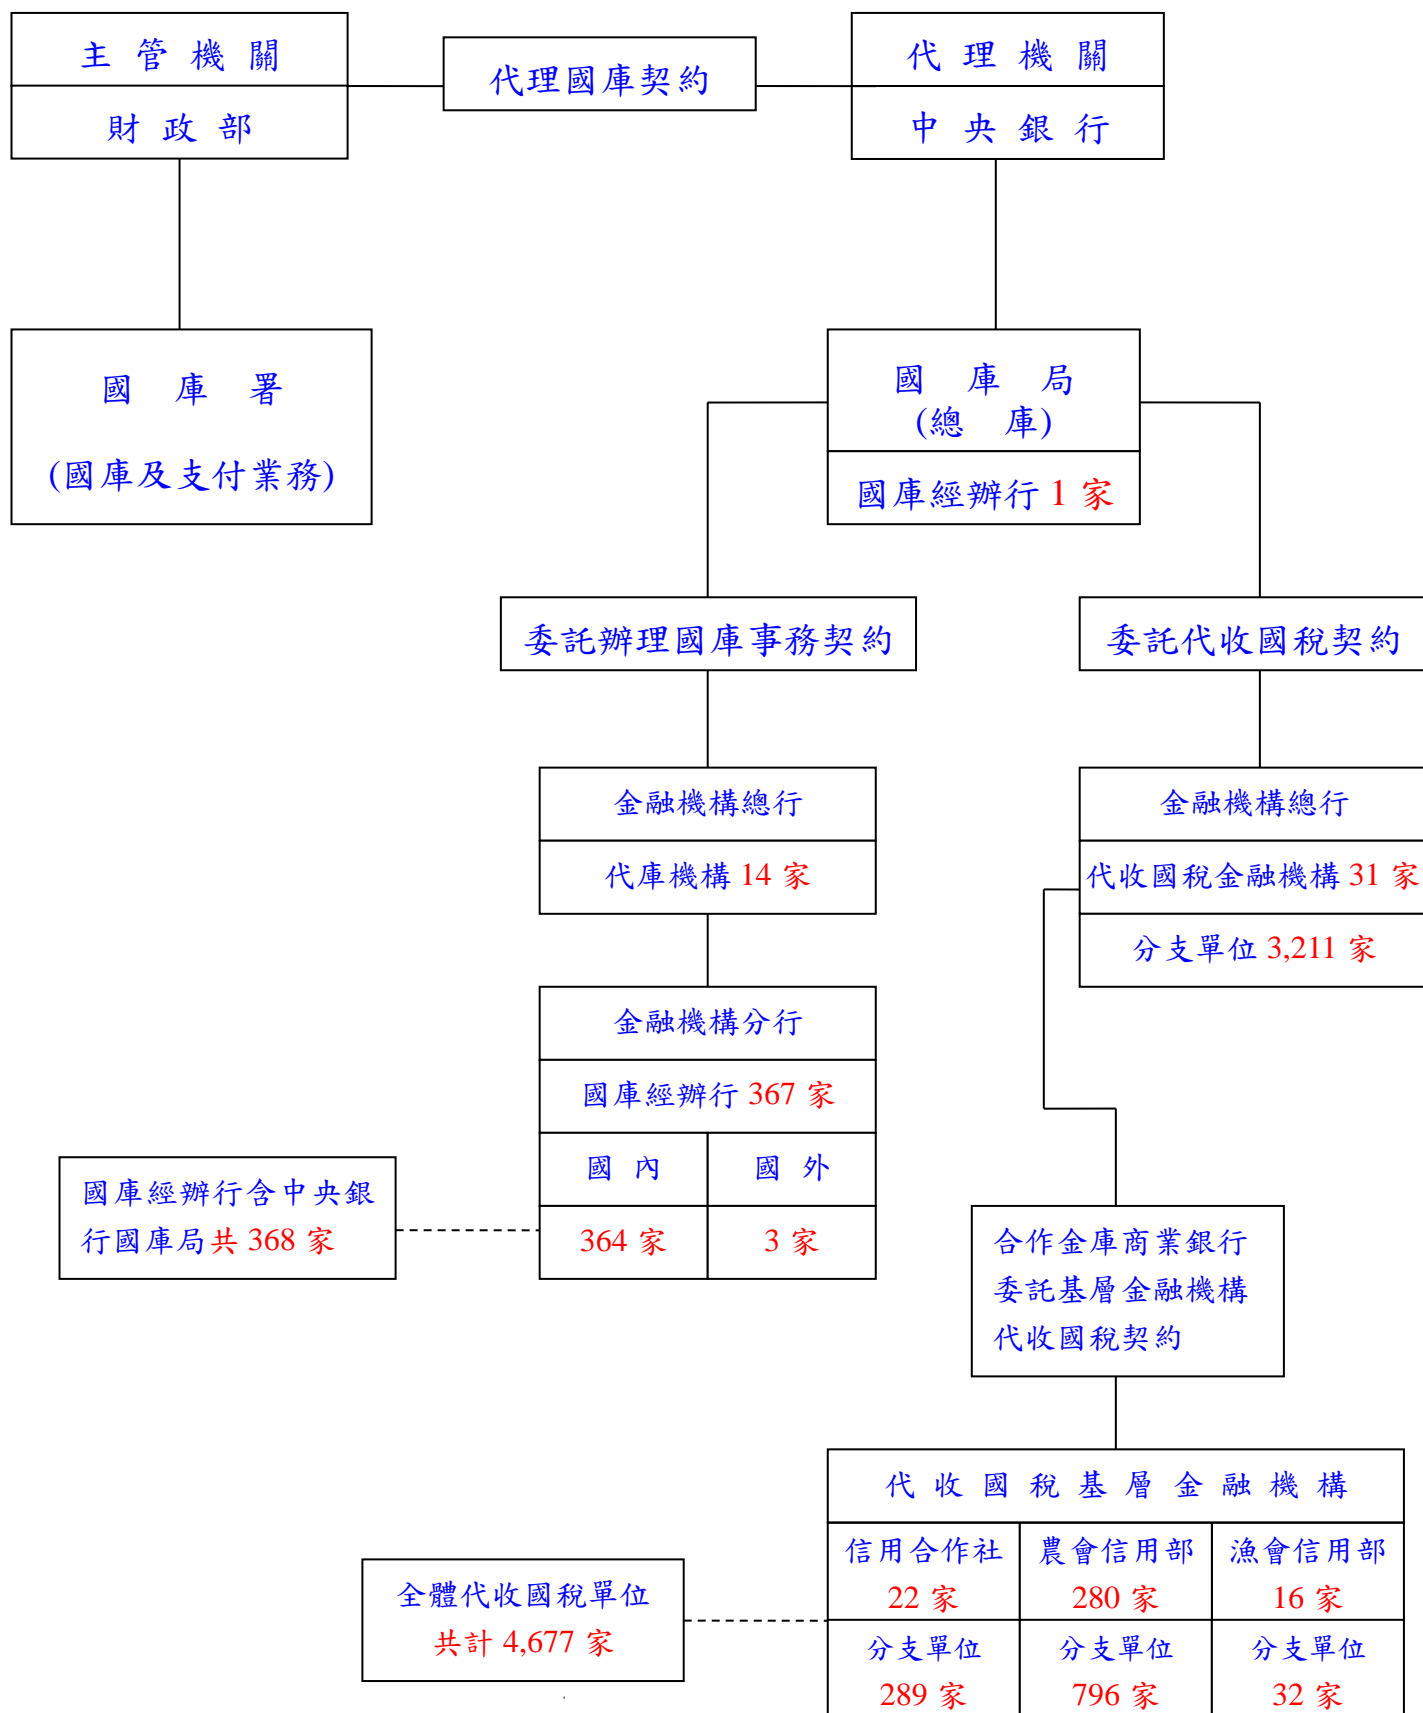 主管機關
財政部
代理國庫契約
代理機關
中央銀行
國庫署
(國庫及支付業務)
國庫局
(總庫)
國庫經辦行 1 家
委託辦理國庫事務契約
委託代收國稅契約
金融機構總行
代庫機構 14 家
金融機構總行
代收國稅金融機構 31 家
分支單位 3,211 家
金融機構分行
國庫經辦行 367 家
國內
國外
364 家
3 家
國庫經辦行含中央銀
行國庫局共 368 家
合作金庫商業銀行
委託基層金融機構
代收國稅契約
代收國稅基層金融機構
信用合作社
22 家
農會信用部
280 家
漁會信用部
16 家
分支單位
289 家
分支單位
796 家
分支單位
32 家
全體代收國稅單位
共計 4,677 家